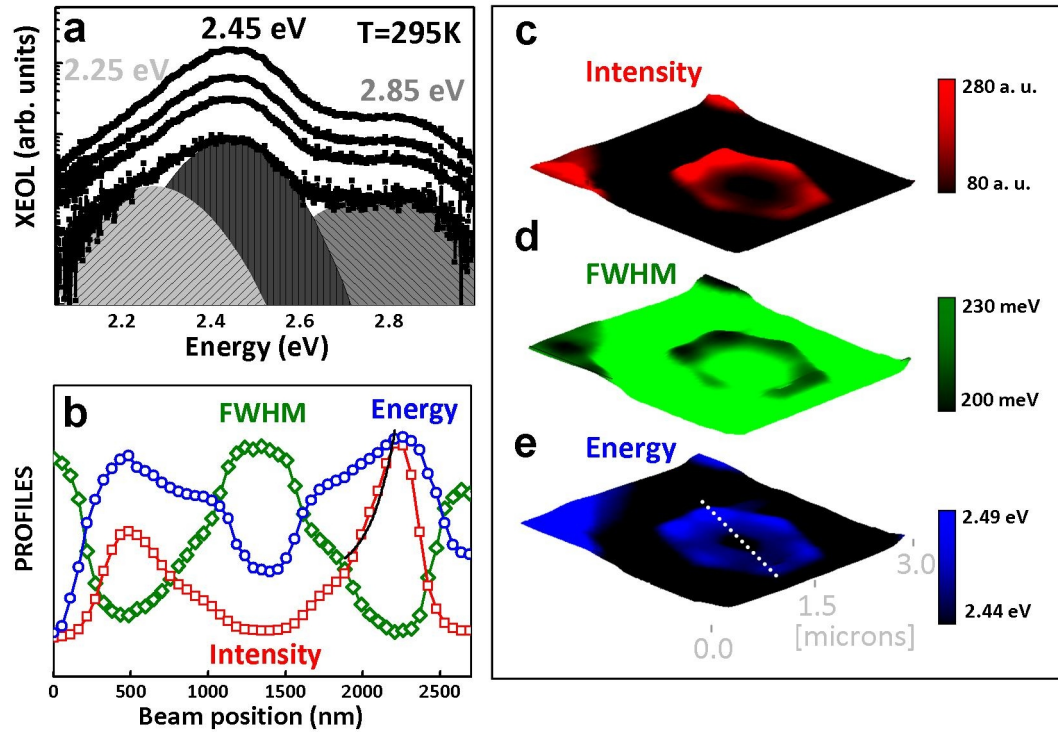 a
2.45 eV
T=295K
2.25 eV
2.85 eV
XEOL (arb. units)
2.2
2.4
2.6
2.8
Energy (eV)
b
FWHM
Energy
PROFILES
Intensity
0
500
1000
1500
2000
2500
Beam position (nm)
c
Intensity
280 a. u.
80 a. u.
d
FWHM
230 meV
200 meV
e
Energy
2.49 eV
2.44 eV
3.0
1.5
[microns]
0.0